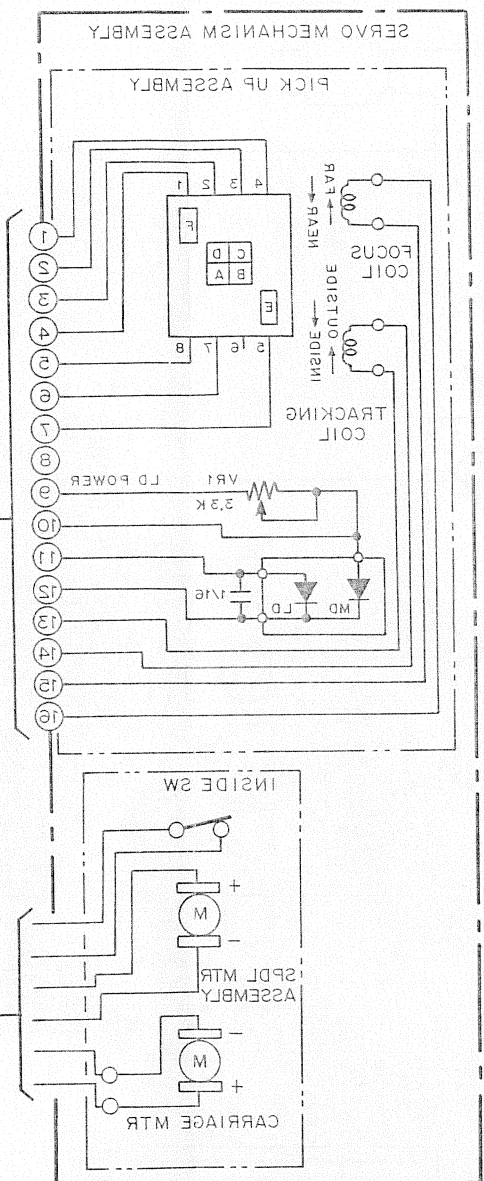 SERVO MECHANISM ASSEMBLY
PICK UP ASSEMBLY
4 3 2 1
F
C D
B A
E
5 6 7 8
FAR
NEAR
FOCUS
COIL
OUTSIDE
INSIDE
TRACKING
COIL
VR1
3,3K
LD POWER
MD
LD
1/16
1
2
3
4
5
6
7
8
9
10
11
12
13
14
15
16
INSIDE SW
+
M
−
SPDL MTR
ASSEMBLY
−
M
+
CARRIAGE MTR